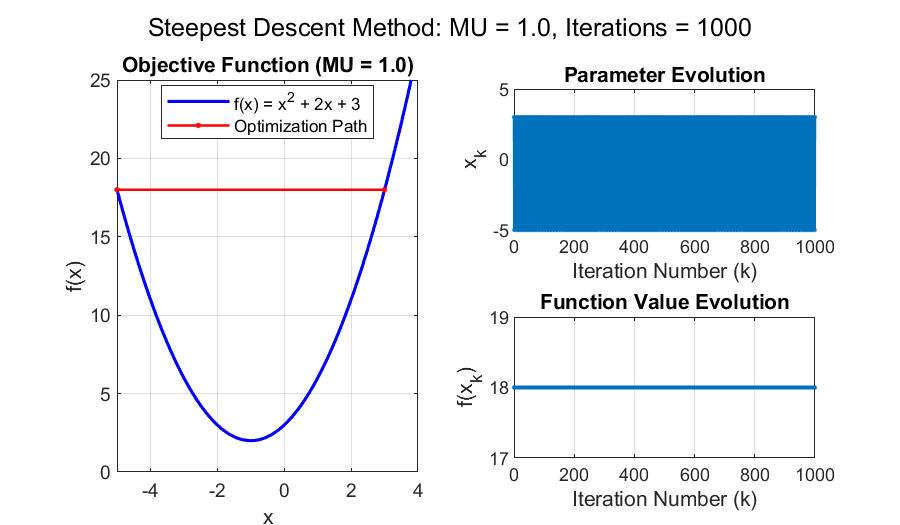 Steepest Descent Method: MU = 1.0, Iterations = 1000
Objective Function (MU = 1.0)
25
20
15
10
5
0
f(x)
f(x) = x² + 2x + 3
Optimization Path
-4
-2
0
2
4
x
Parameter Evolution
5
0
-5
xₖ
0
200
400
600
800
1000
Iteration Number (k)
Function Value Evolution
19
18
17
f(xₖ)
0
200
400
600
800
1000
Iteration Number (k)